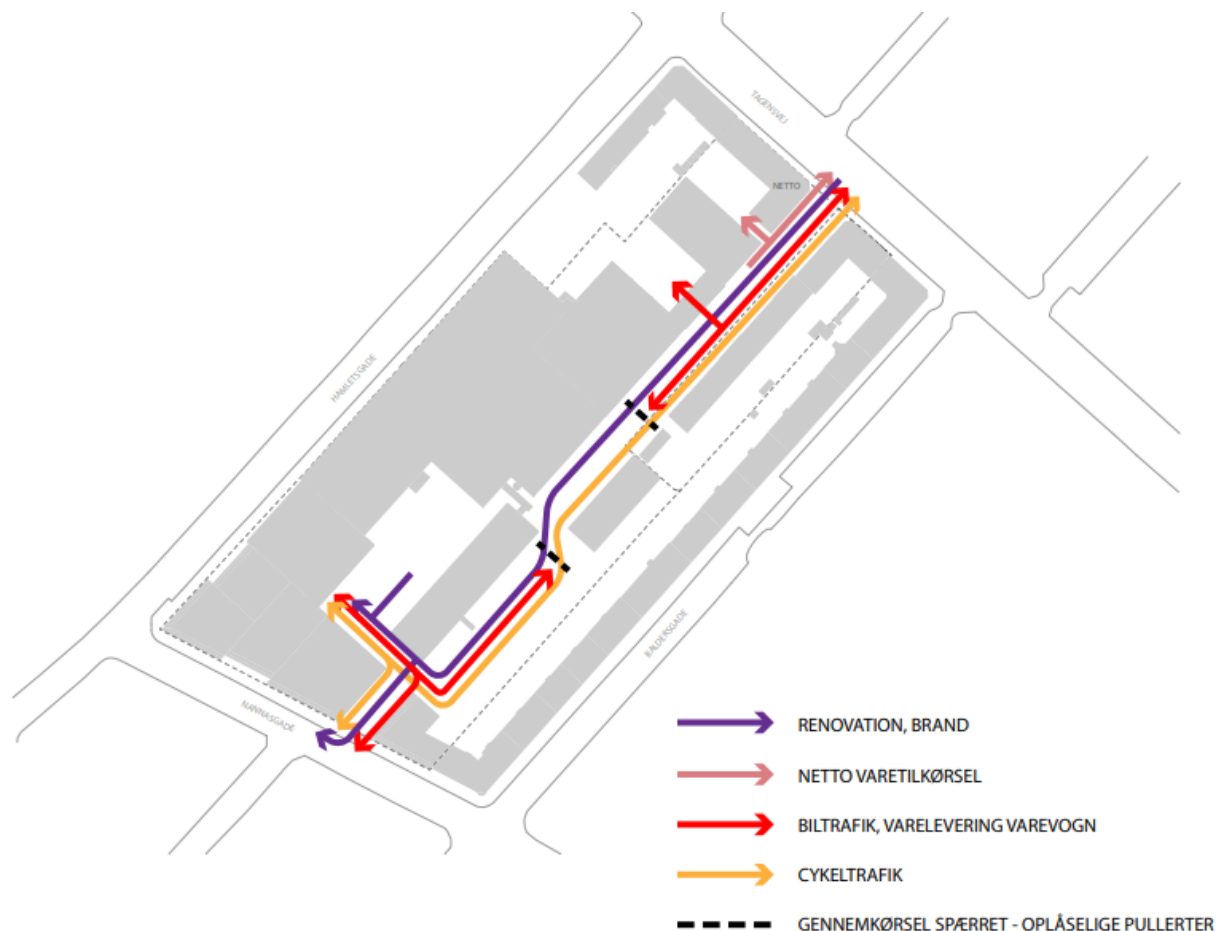 TAGENSVEJ
NETTO
HAMLETSGADE
BALDERSGADE
NANNASGADE
RENOVATION, BRAND
NETTO VARETILKØRSEL
BILTRAFIK, VARELEVERING VAREVOGN
CYKELTRAFIK
GENNEMKØRSEL SPÆRRET - OPLÅSELIGE PULLERTER